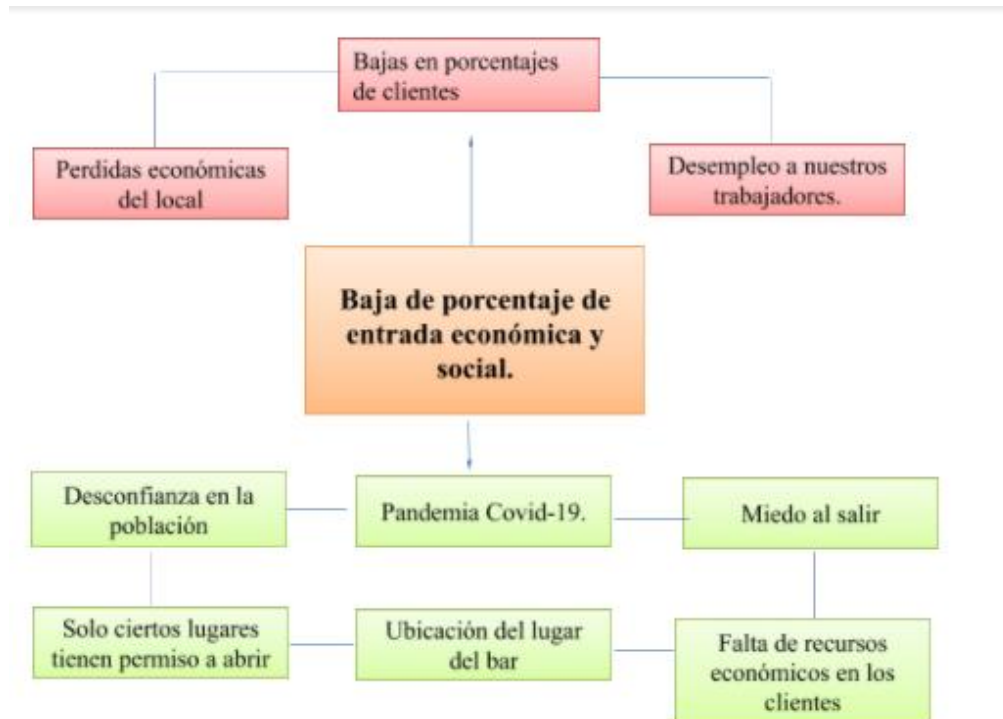 Bajas en porcentajes
de clientes
Perdidas económicas
del local
Desempleo a nuestros
trabajadores.
Baja de porcentaje de
entrada económica y
social.
Desconfianza en la
población
Pandemia Covid-19.
Miedo al salir
Solo ciertos lugares
tienen permiso a abrir
Ubicación del lugar
del bar
Falta de recursos
económicos en los
clientes